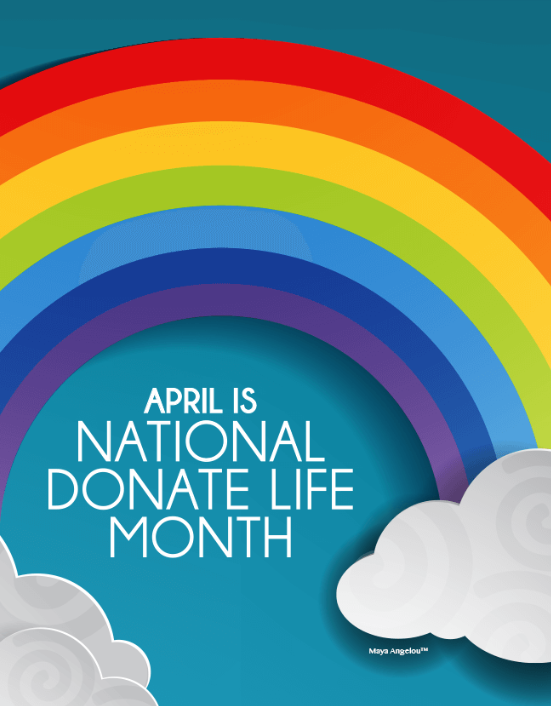 APRIL IS
NATIONAL
DONATE LIFE
MONTH
Maya Angelou™